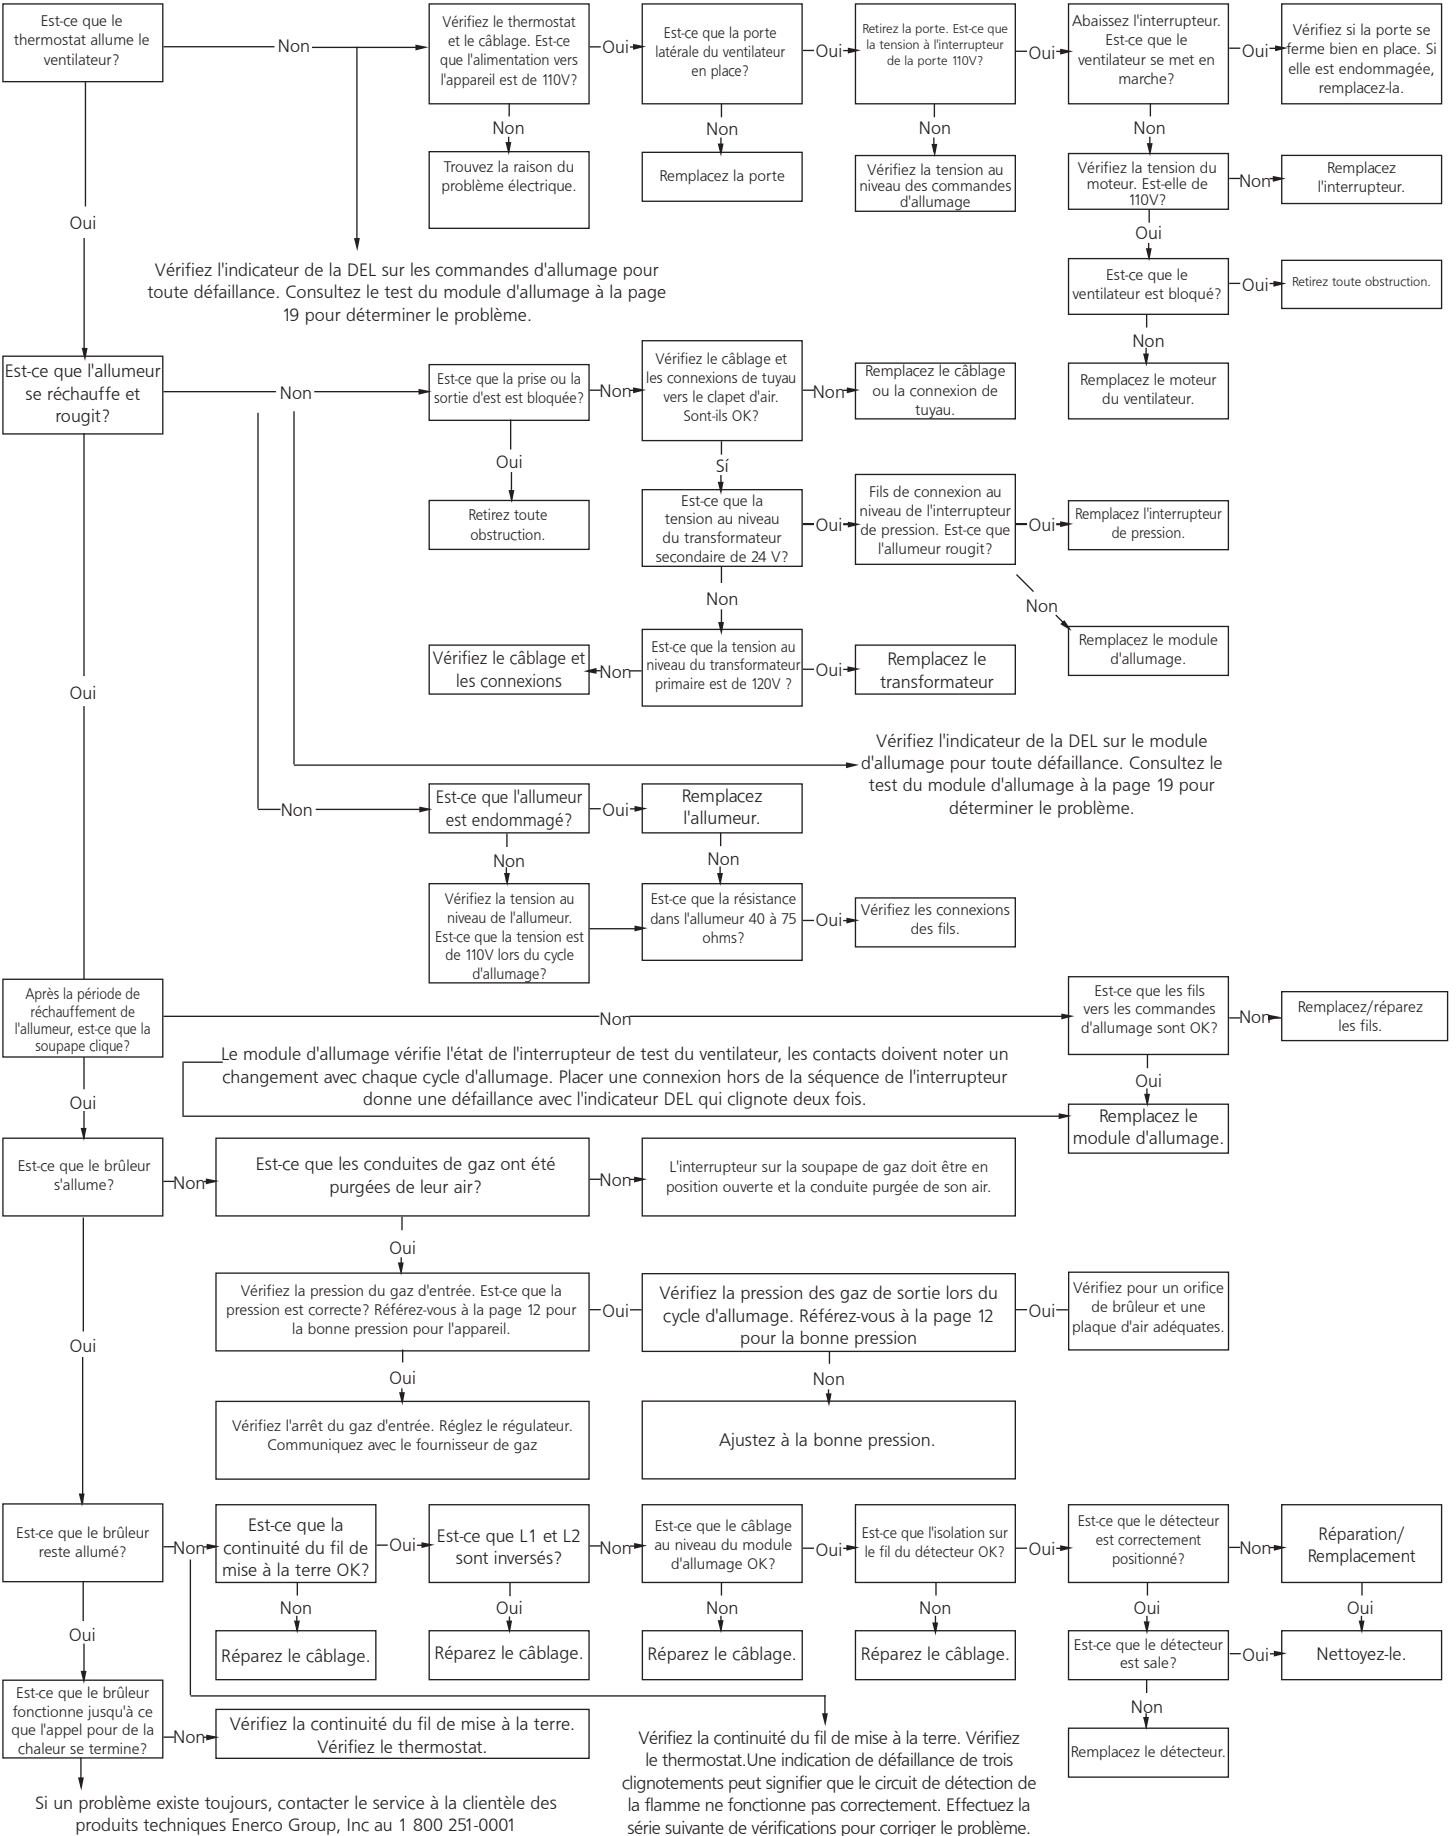 Est-ce que le
thermostat allume le
ventilateur?
Non
Vérifiez le thermostat
et le câblage. Est-ce
que l'alimentation vers
l'appareil est de 110V?
Oui
Est-ce que la porte
latérale du ventilateur
en place?
Oui
Retirez la porte. Est-ce que
la tension à l'interrupteur
de la porte 110V?
Oui
Abaissez l'interrupteur.
Est-ce que le
ventilateur se met en
marche?
Oui
Vérifiez si la porte se
ferme bien en place. Si
elle est endommagée,
remplacez-la.
Non
Non
Non
Non
Trouvez la raison du
problème électrique.
Remplacez la porte
Vérifiez la tension au
niveau des commandes
d'allumage
Vérifiez la tension du
moteur. Est-elle de
110V?
Non
Remplacez
l'interrupteur.
Oui
Oui
Vérifiez l'indicateur de la DEL sur les commandes d'allumage pour
toute défaillance. Consultez le test du module d'allumage à la page
19 pour déterminer le problème.
Est-ce que le
ventilateur est bloqué?
Oui
Retirez toute obstruction.
Non
Remplacez le moteur
du ventilateur.
Est-ce que l'allumeur
se réchauffe et
rougit?
Non
Est-ce que la prise ou la
sortie d'est est bloquée?
Non
Vérifiez le câblage et
les connexions de tuyau
vers le clapet d'air.
Sont-ils OK?
Non
Remplacez le câblage
ou la connexion de
tuyau.
Oui
Sí
Retirez toute
obstruction.
Est-ce que la
tension au niveau
du transformateur
secondaire de 24 V?
Oui
Fils de connexion au
niveau de l'interrupteur
de pression. Est-ce que
l'allumeur rougit?
Oui
Remplacez l'interrupteur
de pression.
Non
Non
Remplacez le module
d'allumage.
Vérifiez le câblage et
les connexions
Non
Est-ce que la tension au
niveau du transformateur
primaire est de 120V ?
Oui
Remplacez le
transformateur
Oui
Vérifiez l'indicateur de la DEL sur le module
d'allumage pour toute défaillance. Consultez le
test du module d'allumage à la page 19 pour
déterminer le problème.
Non
Est-ce que l'allumeur
est endommagé?
Oui
Remplacez
l'allumeur.
Non
Non
Vérifiez la tension au
niveau de l'allumeur.
Est-ce que la tension est
de 110V lors du cycle
d'allumage?
Est-ce que la résistance
dans l'allumeur 40 à 75
ohms?
Oui
Vérifiez les connexions
des fils.
Après la période de
réchauffement de
l'allumeur, est-ce que la
soupape clique?
Non
Est-ce que les fils
vers les commandes
d'allumage sont OK?
Non
Remplacez/réparez
les fils.
Le module d'allumage vérifie l'état de l'interrupteur de test du ventilateur, les contacts doivent noter un
changement avec chaque cycle d'allumage. Placer une connexion hors de la séquence de l'interrupteur
donne une défaillance avec l'indicateur DEL qui clignote deux fois.
Oui
Oui
Remplacez le
module d'allumage.
Est-ce que le brûleur
s'allume?
Non
Est-ce que les conduites de gaz ont été
purgées de leur air?
Non
L'interrupteur sur la soupape de gaz doit être en
position ouverte et la conduite purgée de son air.
Oui
Vérifiez la pression du gaz d'entrée. Est-ce que la
pression est correcte? Référez-vous à la page 12 pour
la bonne pression pour l'appareil.
Oui
Vérifiez la pression des gaz de sortie lors du
cycle d'allumage. Référez-vous à la page 12
pour la bonne pression
Oui
Vérifiez pour un orifice
de brûleur et une
plaque d'air adéquates.
Oui
Oui
Non
Vérifiez l'arrêt du gaz d'entrée. Réglez le régulateur.
Communiquez avec le fournisseur de gaz
Ajustez à la bonne pression.
Est-ce que le brûleur
reste allumé?
Non
Est-ce que la
continuité du fil de
mise à la terre OK?
Oui
Est-ce que L1 et L2
sont inversés?
Non
Est-ce que le câblage
au niveau du module
d'allumage OK?
Oui
Est-ce que l'isolation sur
le fil du détecteur OK?
Oui
Est-ce que le détecteur
est correctement
positionné?
Non
Réparation/
Remplacement
Non
Oui
Non
Non
Oui
Oui
Oui
Réparez le câblage.
Réparez le câblage.
Réparez le câblage.
Réparez le câblage.
Est-ce que le détecteur
est sale?
Oui
Nettoyez-le.
Est-ce que le brûleur
fonctionne jusqu'à ce
que l'appel pour de la
chaleur se termine?
Non
Vérifiez la continuité du fil de mise à la terre.
Vérifiez le thermostat.
Non
Remplacez le détecteur.
Vérifiez la continuité du fil de mise à la terre. Vérifiez
le thermostat.Une indication de défaillance de trois
clignotements peut signifier que le circuit de détection de
la flamme ne fonctionne pas correctement. Effectuez la
série suivante de vérifications pour corriger le problème.
Si un problème existe toujours, contacter le service à la clientèle des
produits techniques Enerco Group, Inc au 1 800 251-0001